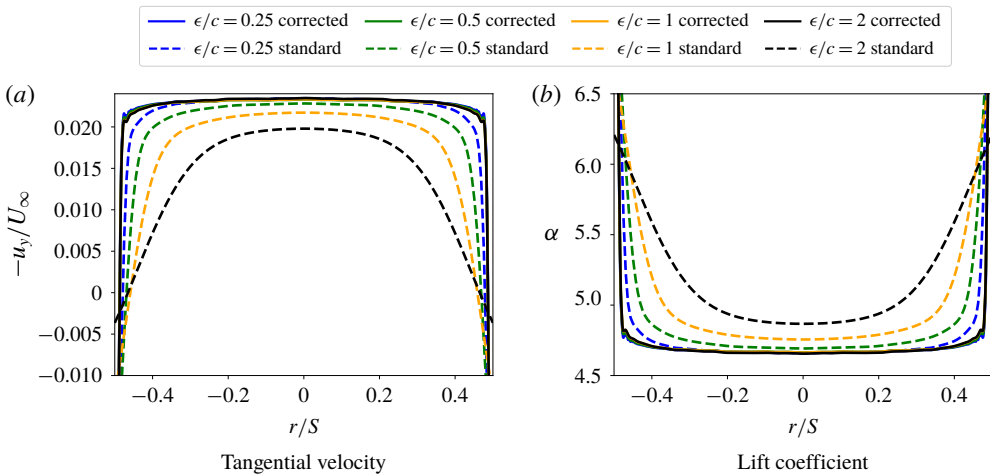 ϵ/c = 0.25 corrected ϵ/c = 0.5 corrected ϵ/c = 1 corrected ϵ/c = 2 corrected
ϵ/c = 0.25 standard ϵ/c = 0.5 standard ϵ/c = 1 standard ϵ/c = 2 standard
(a)
0.020
0.015
0.010
0.005
0
−0.005
−0.010
−u_y/U_∞
−0.4 −0.2 0 0.2 0.4
r/S
Tangential velocity
(b)
6.5
6.0
5.5
5.0
4.5
α
−0.4 −0.2 0 0.2 0.4
r/S
Lift coefficient